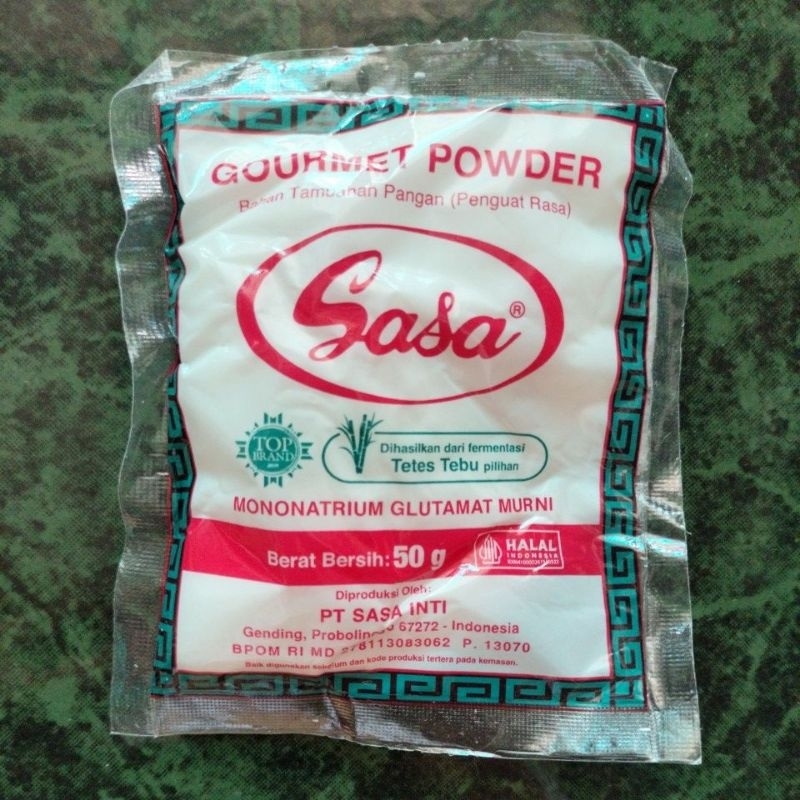 GOURMET POWDER
Bahan Tambahan Pangan (Penguat Rasa)
Sasa®
TOP
BRAND
Dihasilkan dari fermentasi
Tetes Tebu pilihan
MONONATRIUM GLUTAMAT MURNI
Berat Bersih: 50 g
HALAL
INDONESIA
Diproduksi Oleh:
PT SASA INTI
Gending, Probolinggo 67272 - Indonesia
BPOM RI MD 276113083062 P. 13070
Baik digunakan sebelum dan kode produksi tertera pada kemasan.